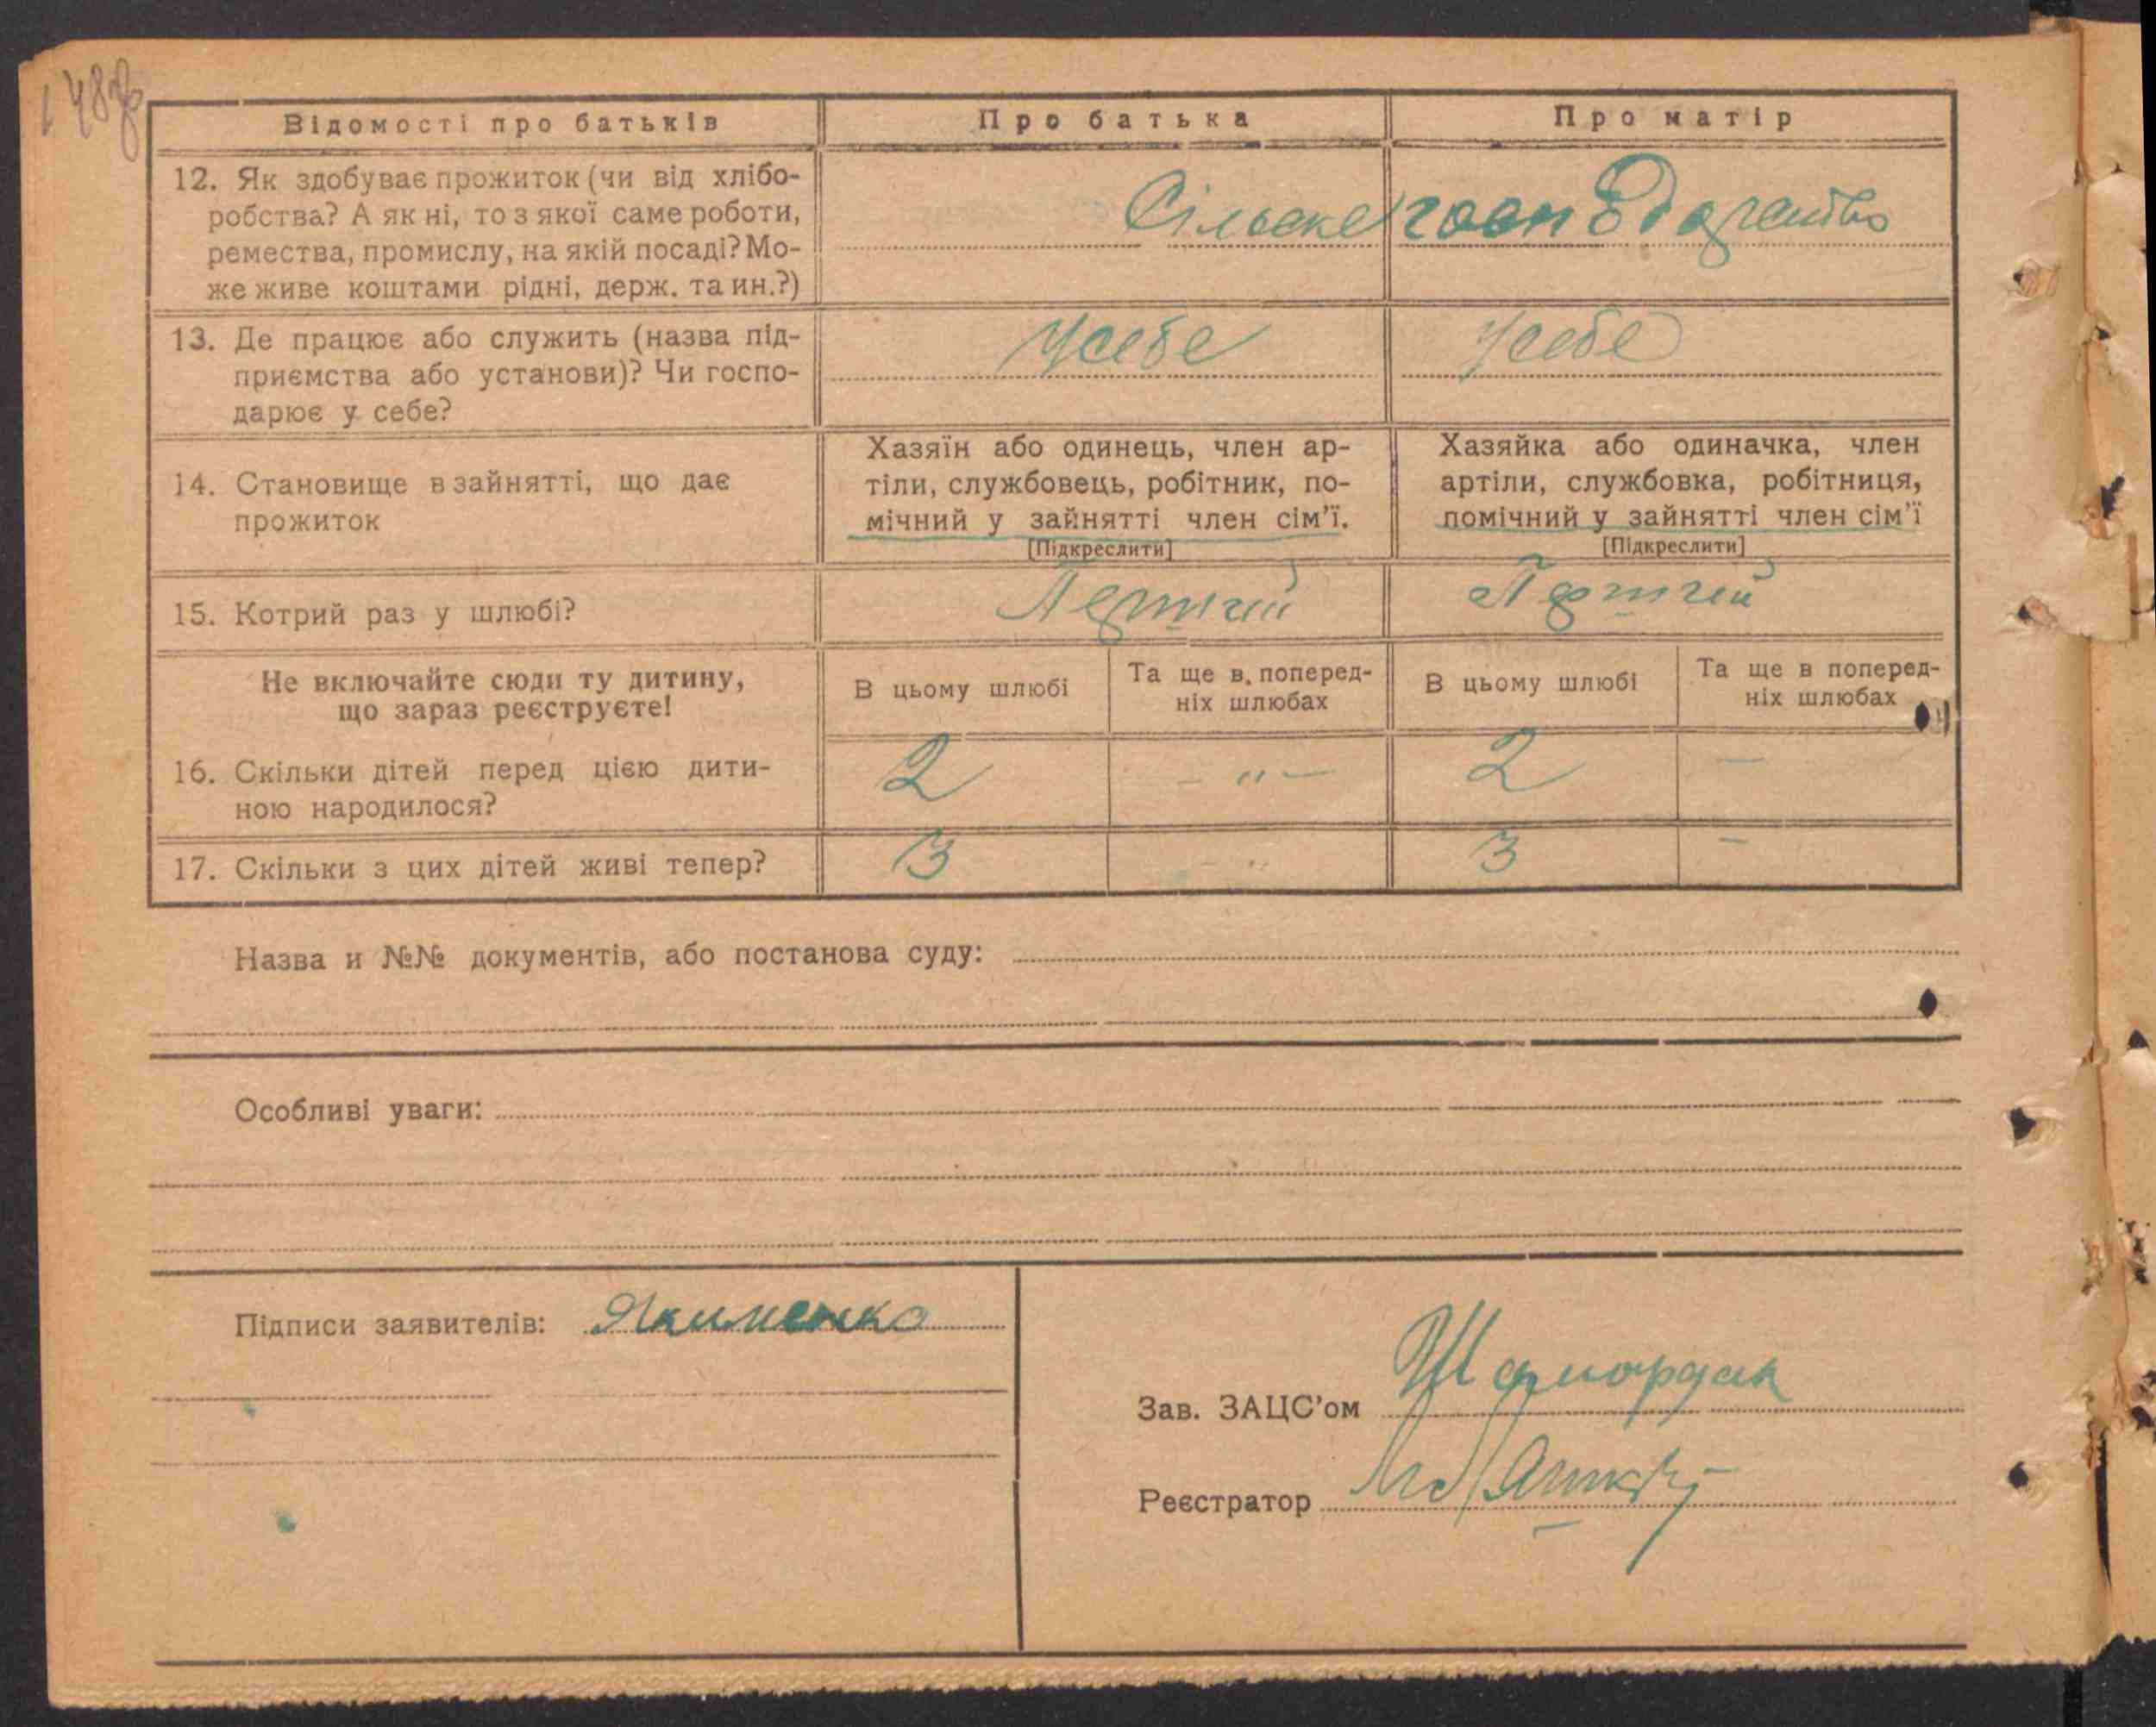 148зв
Відомості про батьків
Про батька
Про матір
12. Як здобуває прожиток (чи від хлібо-
робства? А як ні, то з якої саме роботи,
ремества, промислу, на якій посаді? Мо-
же живе коштами рідні, держ. та ин.?)
Сільське
13. Де працює або служить (назва під-
приємства або установи)? Чи госпо-
дарює у себе?
У себе
У себе
14. Становище в зайнятті, що дає
прожиток
Хазяїн або одинець, член ар-
тіли, службовець, робітник, по-
мічний у зайнятті член сім'ї.
[Підкреслити]
Хазяйка або одиначка, член
артіли, службовка, робітниця,
помічний у зайнятті член сім'ї
[Підкреслити]
15. Котрий раз у шлюбі?
Не включайте сюди ту дитину,
що зараз реєструєте!
В цьому шлюбі
Та ще в. поперед-
ніх шлюбах
В цьому шлюбі
Та ще в поперед-
ніх шлюбах
16. Скільки дітей перед цією дити-
ною народилося?
2
- " -
2
-
17. Скільки з цих дітей живі тепер?
3
- "
3
-
Назва и №№ документів, або постанова суду:
Особливі уваги:
Підписи заявителів: Якименко
Зав. ЗАЦС'ом
Реєстратор